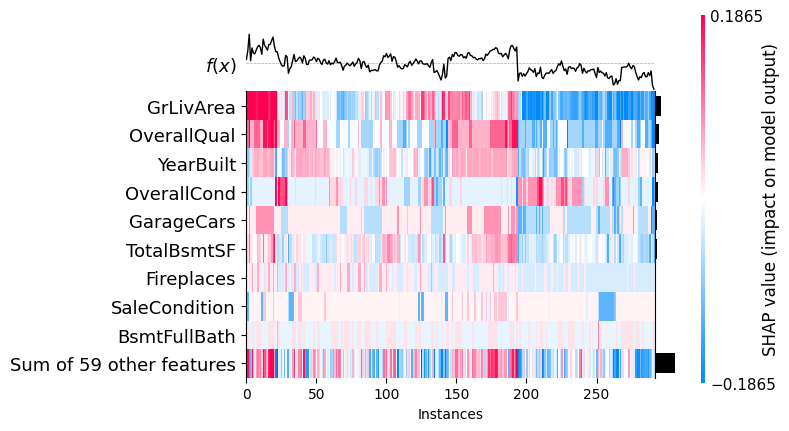 0.1865
f(x)
GrLivArea
OverallQual
YearBuilt
OverallCond
GarageCars
TotalBsmtSF
Fireplaces
SaleCondition
BsmtFullBath
Sum of 59 other features
0 50 100 150 200 250
Instances
−0.1865
SHAP value (impact on model output)